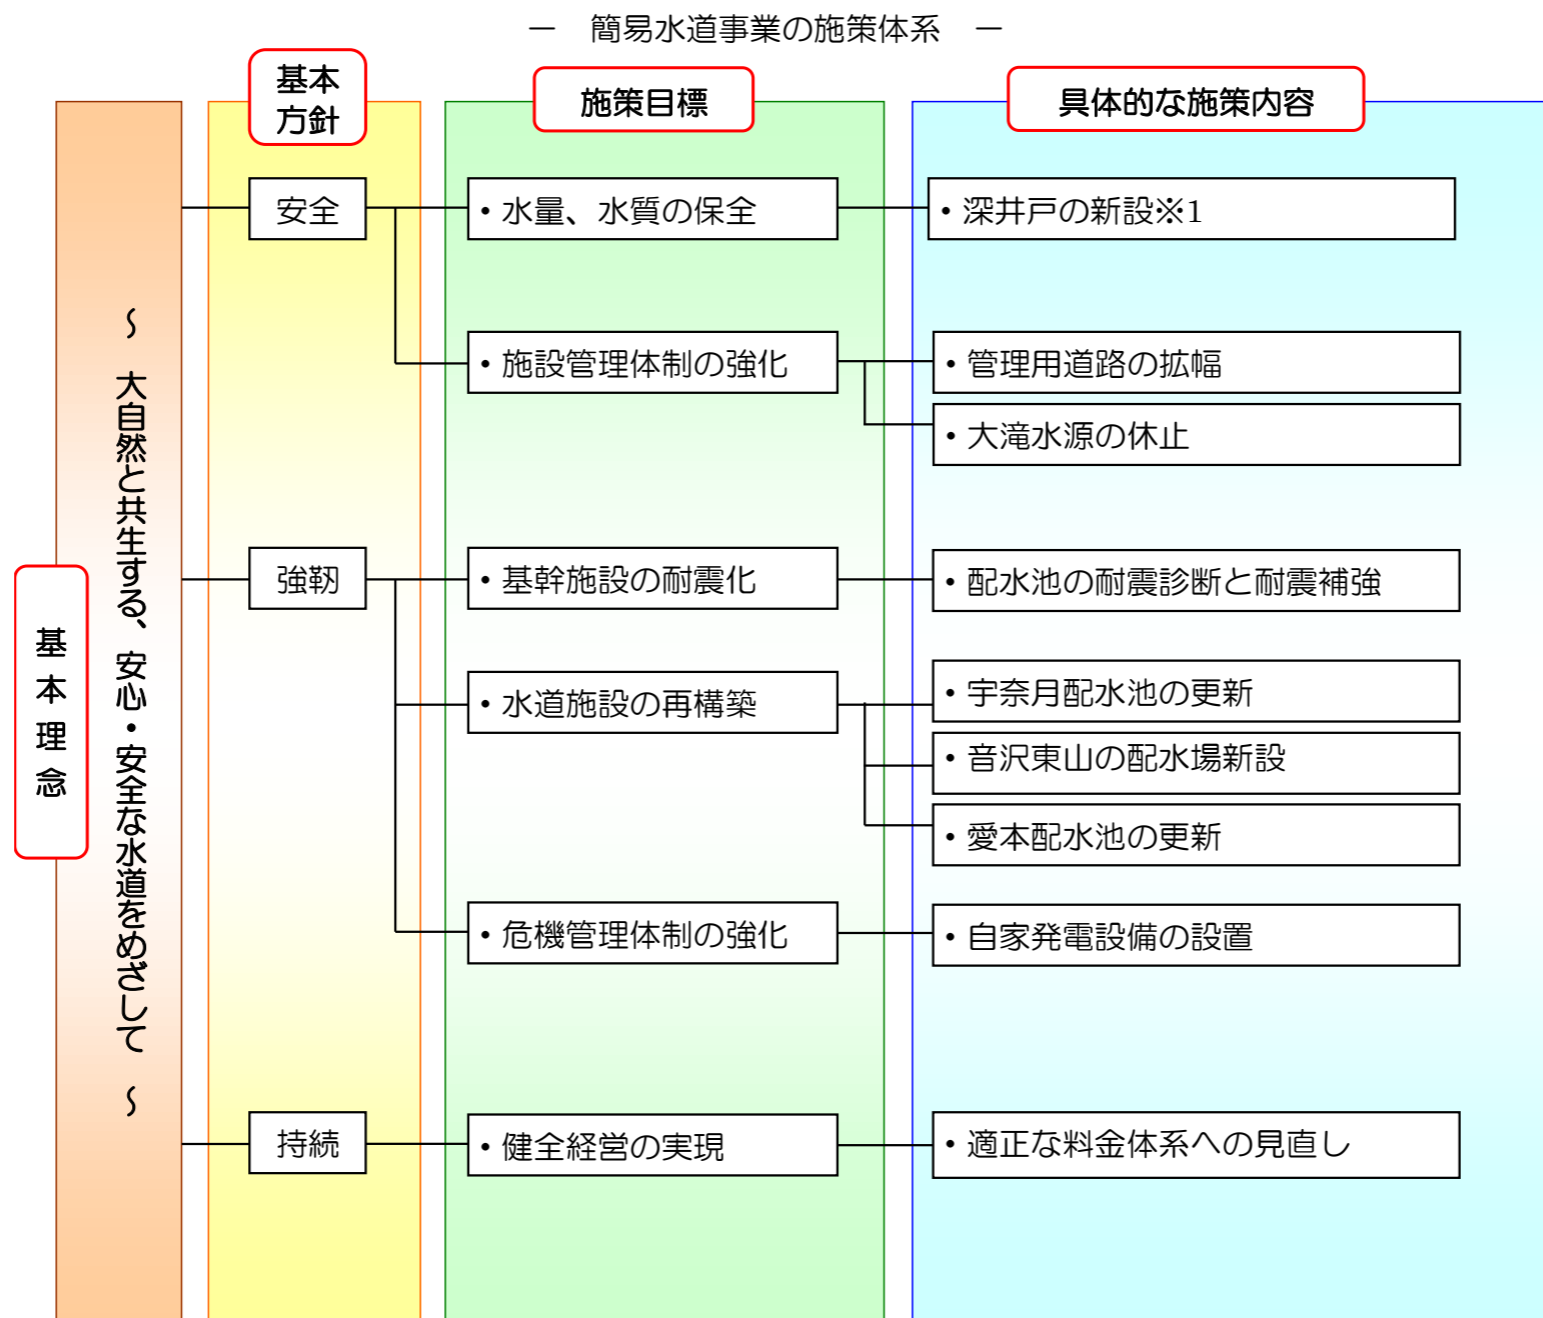 ― 簡易水道事業の施策体系 ―
基本
方針
施策目標
具体的な施策内容
基本理念
～ 大自然と共生する、安心・安全な水道をめざして ～
安全
・水量、水質の保全
・深井戸の新設※1
・施設管理体制の強化
・管理用道路の拡幅
・大滝水源の休止
強靭
・基幹施設の耐震化
・配水池の耐震診断と耐震補強
・水道施設の再構築
・宇奈月配水池の更新
・音沢東山の配水場新設
・愛本配水池の更新
・危機管理体制の強化
・自家発電設備の設置
持続
・健全経営の実現
・適正な料金体系への見直し